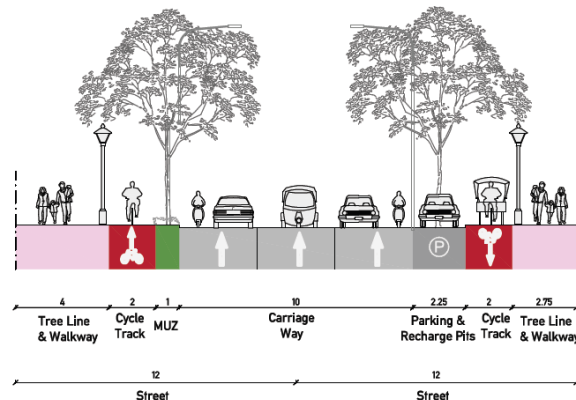 P
4
2
1
10
2.25
2
2.75
Tree Line
& Walkway
Cycle
Track
MUZ
Carriage
Way
Parking &
Recharge Pits
Cycle
Track
Tree Line
& Walkway
12
12
Street
Street